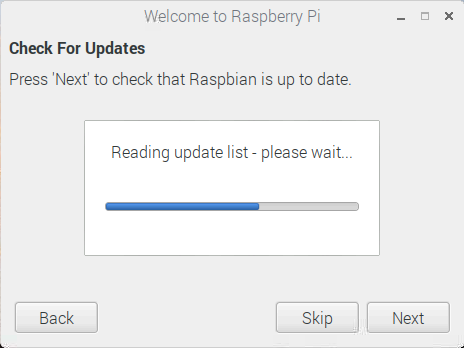 Welcome to Raspberry Pi
Check For Updates
Press 'Next' to check that Raspbian is up to date.
Reading update list - please wait...
Back
Skip
Next